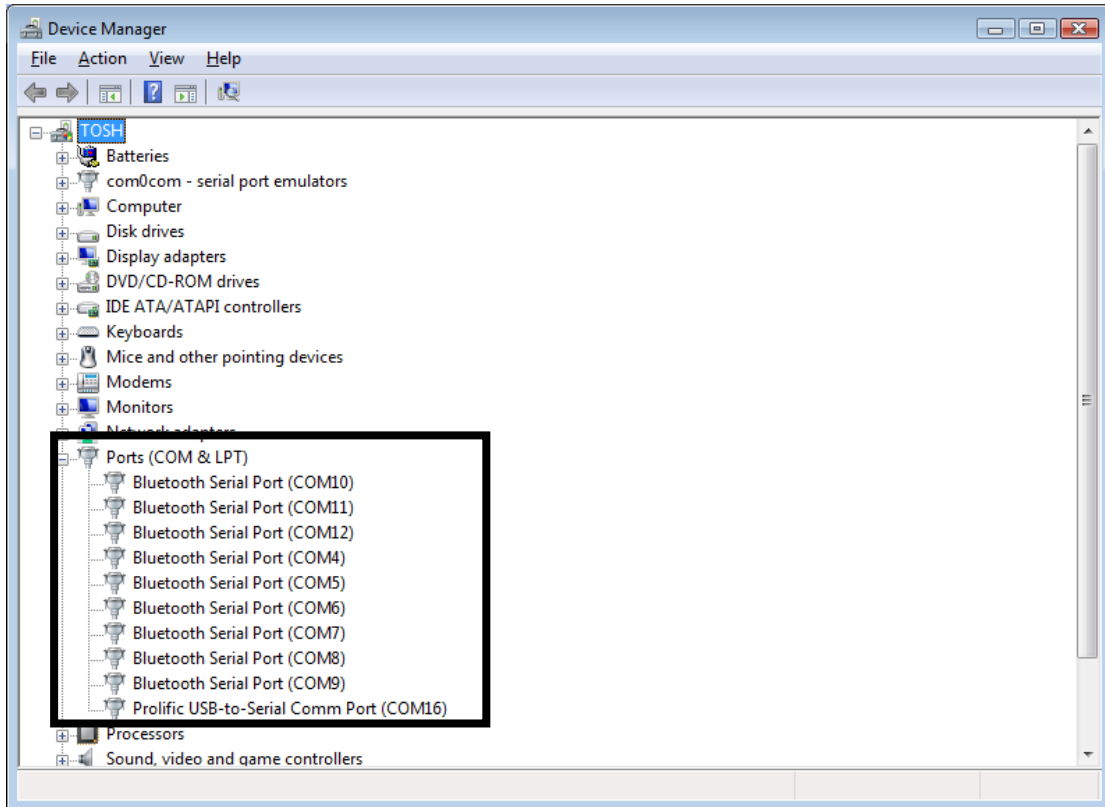 Device Manager
File Action View Help
TOSH
Batteries
com0com - serial port emulators
Computer
Disk drives
Display adapters
DVD/CD-ROM drives
IDE ATA/ATAPI controllers
Keyboards
Mice and other pointing devices
Modems
Monitors
Network adapters
Ports (COM & LPT)
Bluetooth Serial Port (COM10)
Bluetooth Serial Port (COM11)
Bluetooth Serial Port (COM12)
Bluetooth Serial Port (COM4)
Bluetooth Serial Port (COM5)
Bluetooth Serial Port (COM6)
Bluetooth Serial Port (COM7)
Bluetooth Serial Port (COM8)
Bluetooth Serial Port (COM9)
Prolific USB-to-Serial Comm Port (COM16)
Processors
Sound, video and game controllers